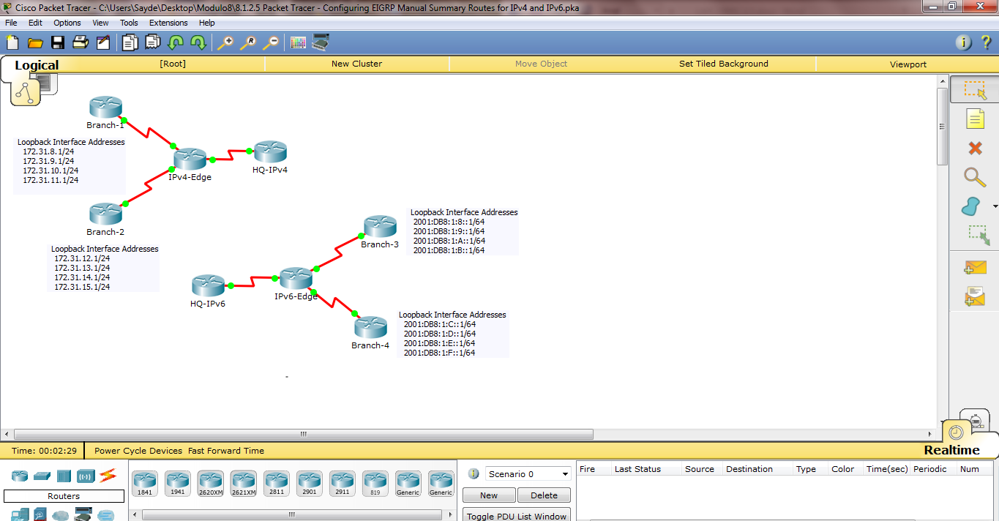 Cisco Packet Tracer - C:\Users\Sayde\Desktop\Modulo8\8.1.2.5 Packet Tracer - Configuring EIGRP Manual Summary Routes for IPv4 and IPv6.pka
File Edit Options View Tools Extensions Help
Logical [Root] New Cluster Move Object Set Tiled Background Viewport
Branch-1
Loopback Interface Addresses
172.31.8.1/24
172.31.9.1/24
172.31.10.1/24
172.31.11.1/24
IPv4-Edge
HQ-IPv4
Branch-2
Loopback Interface Addresses
172.31.12.1/24
172.31.13.1/24
172.31.14.1/24
172.31.15.1/24
Branch-3
Loopback Interface Addresses
2001:DB8:1:8::1/64
2001:DB8:1:9::1/64
2001:DB8:1:A::1/64
2001:DB8:1:B::1/64
HQ-IPv6
IPv6-Edge
Branch-4
Loopback Interface Addresses
2001:DB8:1:C::1/64
2001:DB8:1:D::1/64
2001:DB8:1:E::1/64
2001:DB8:1:F::1/64
Time: 00:02:29 Power Cycle Devices Fast Forward Time
Realtime
Routers
1841 1941 2620XM 2621XM 2811 2901 2911 819 Generic Generic
Scenario 0
New Delete
Toggle PDU List Window
Fire Last Status Source Destination Type Color Time(sec) Periodic Num